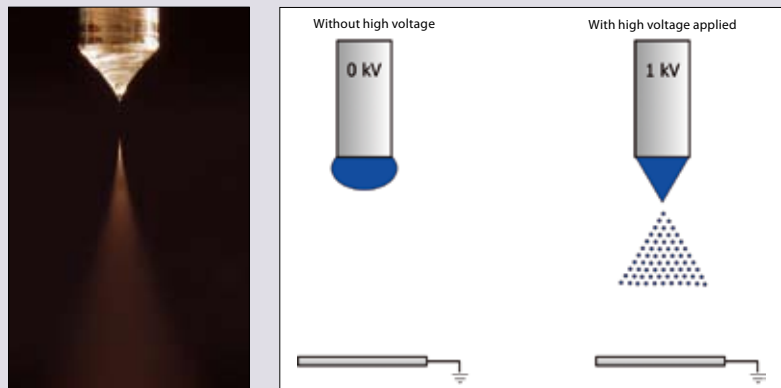 Without high voltage
With high voltage applied
0 kV
1 kV